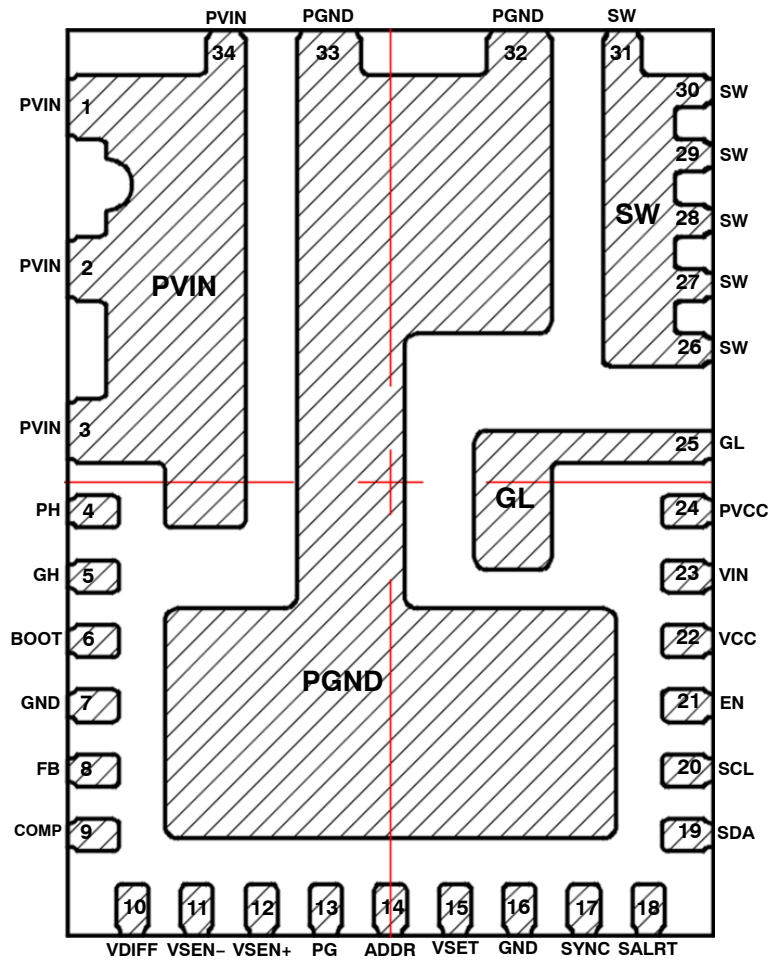 PVIN PGND PGND SW
34 33 32 31
PVIN 1 30 SW
29 SW
SW 28 SW
PVIN 2 27 SW
PVIN
26 SW
PVIN 3 25 GL
GL
PH 4 24 PVCC
GH 5 23 VIN
BOOT 6 22 VCC
PGND
GND 7 21 EN
FB 8 20 SCL
COMP 9 19 SDA
10 11 12 13 14 15 16 17 18
VDIFF VSEN− VSEN+ PG ADDR VSET GND SYNC SALRT